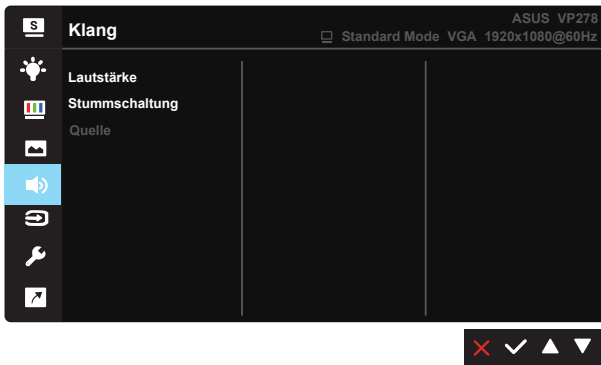 S
Klang
ASUS VP278
Standard Mode VGA 1920x1080@60Hz
Lautstärke
Stummschaltung
Quelle